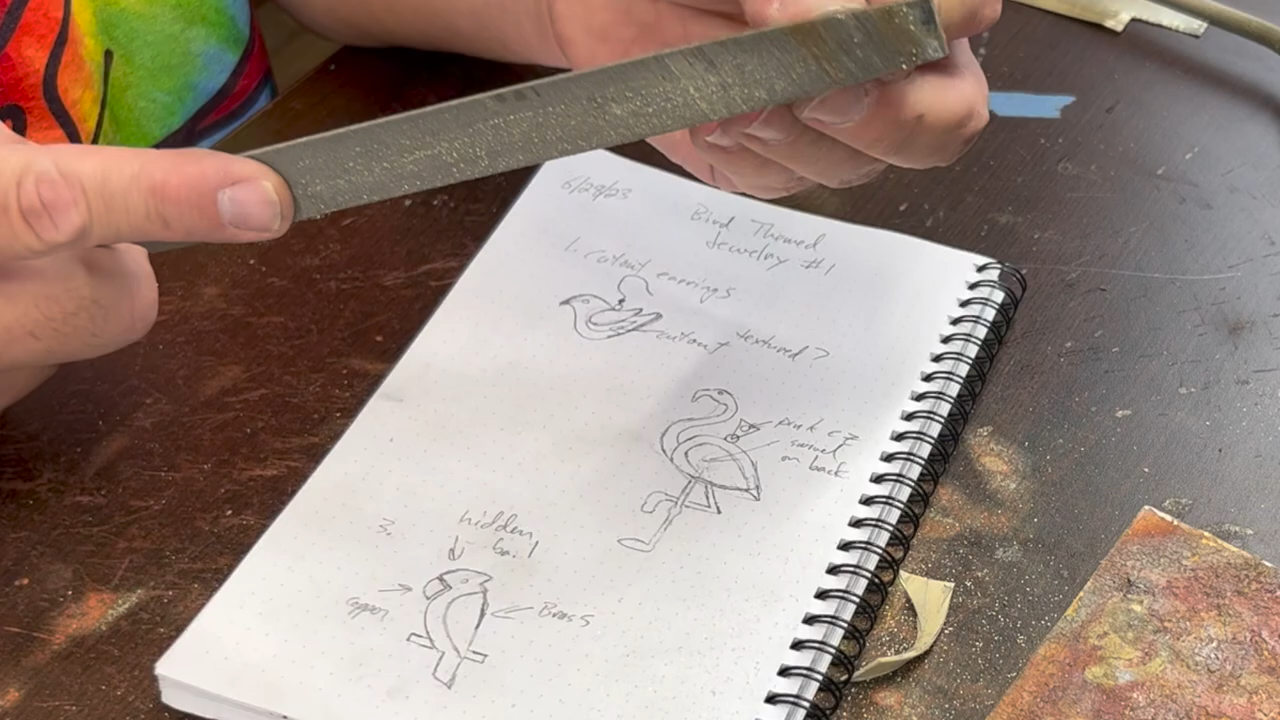 6/29/23
Bird Themed
Jewelry #1
1. cutout earrings
cutout textured?
pink cz
swivel
on back
3.
hidden
bail
copper
Brass